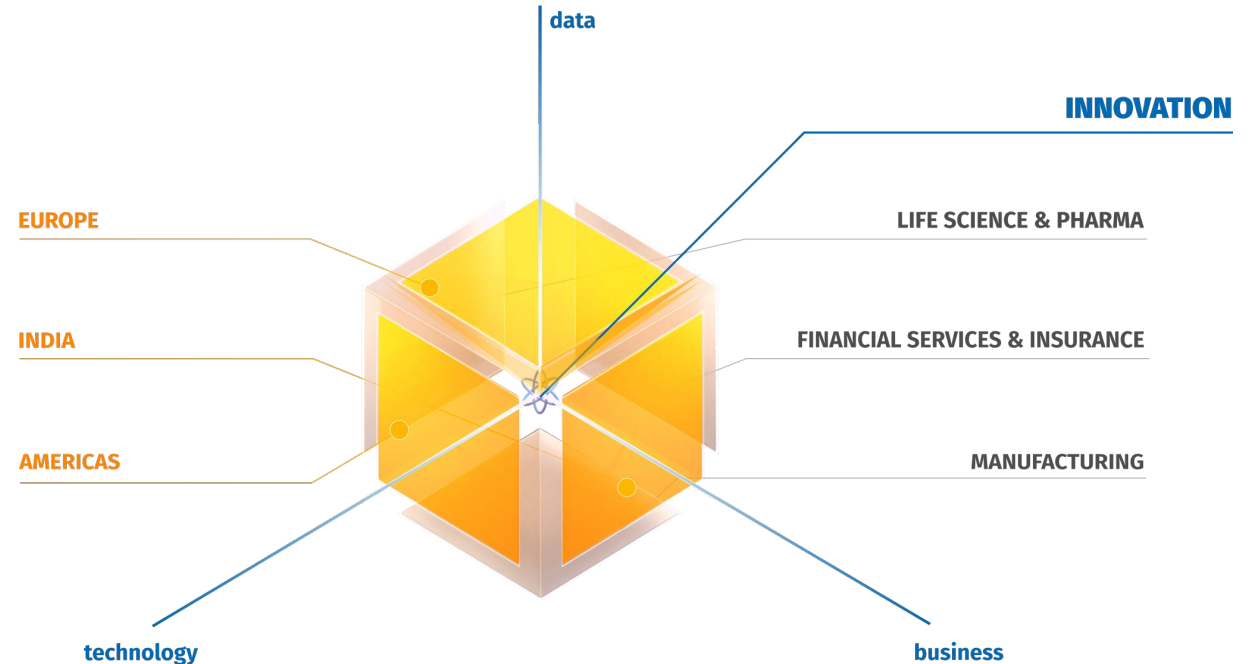 data
INNOVATION
EUROPE
LIFE SCIENCE & PHARMA
INDIA
FINANCIAL SERVICES & INSURANCE
AMERICAS
MANUFACTURING
technology
business